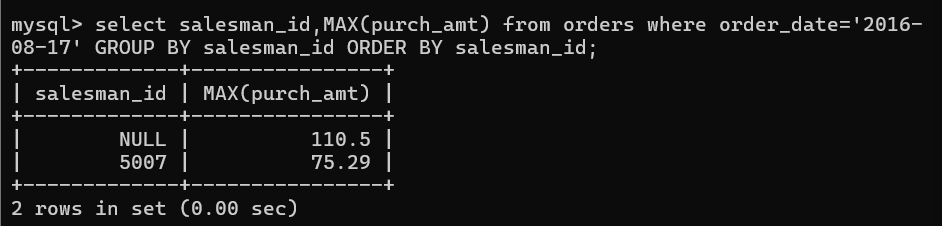 mysql> select salesman_id,MAX(purch_amt) from orders where order_date='2016-
08-17' GROUP BY salesman_id ORDER BY salesman_id;
+-------------+----------------+
| salesman_id | MAX(purch_amt) |
+-------------+----------------+
|        NULL |          110.5 |
|        5007 |          75.29 |
+-------------+----------------+
2 rows in set (0.00 sec)